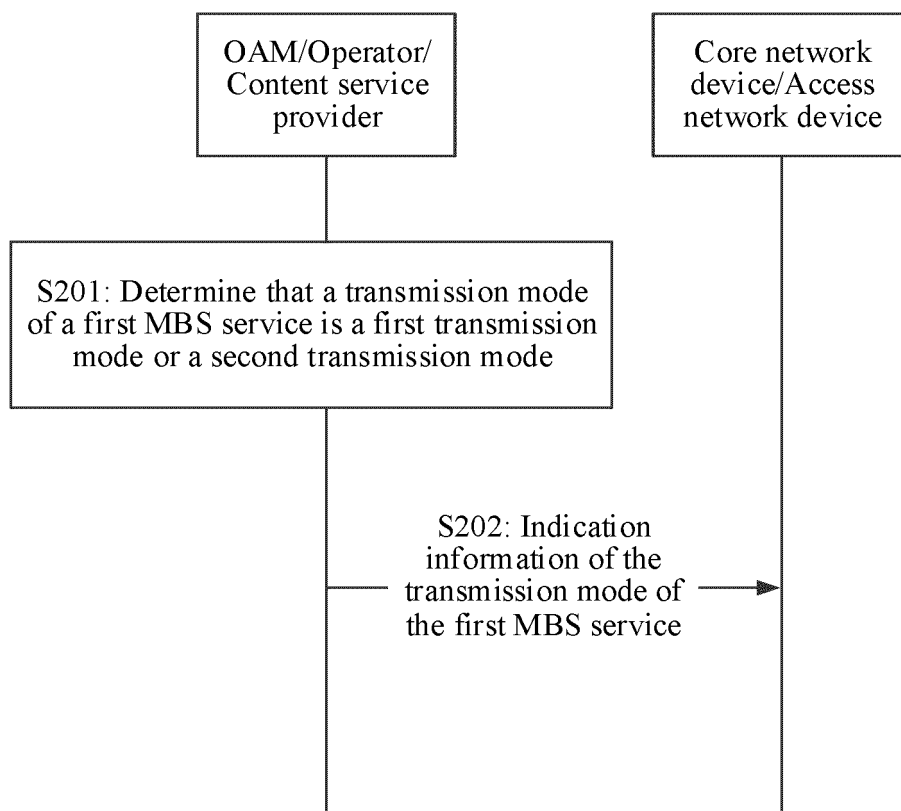 OAM/Operator/
Content service
provider
Core network
device/Access
network device
S201: Determine that a transmission mode
of a first MBS service is a first transmission
mode or a second transmission mode
S202: Indication
information of the
transmission mode of
the first MBS service